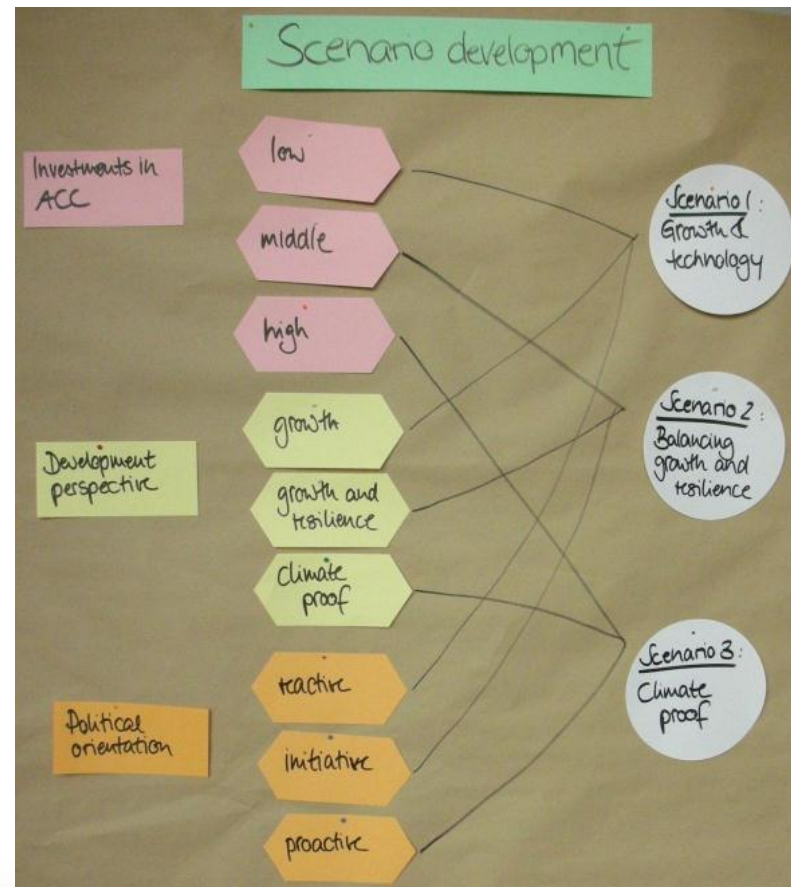 Scenario development
Investments in
ACC
low
middle
high
Development
perspective
growth
growth and
resilience
Climate
proof
Political
orientation
reactive
initiative
proactive
Scenario 1:
Growth &
technology
Scenario 2:
Balancing
growth and
resilience
Scenario 3:
Climate
proof